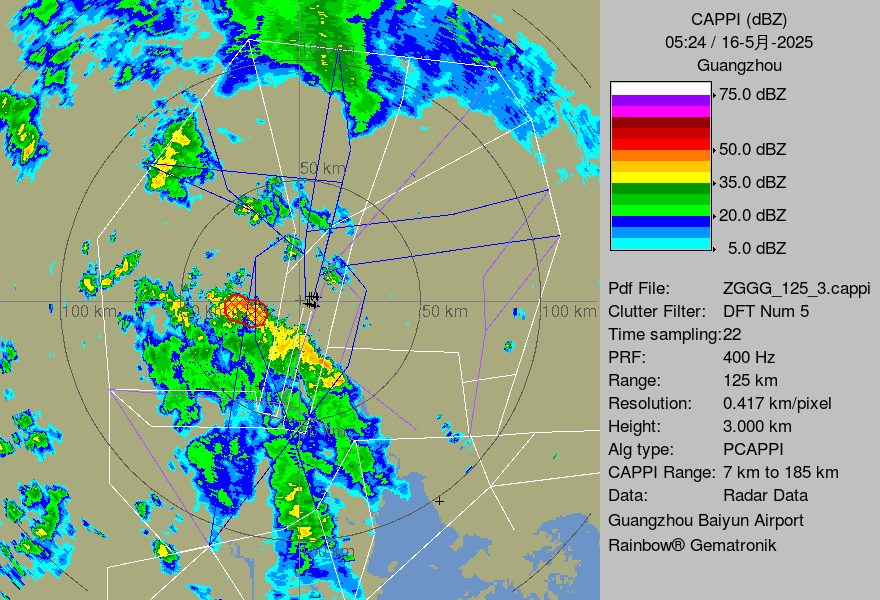 CAPPI (dBZ)
05:24 / 16-5月-2025
Guangzhou
75.0 dBZ
50.0 dBZ
35.0 dBZ
20.0 dBZ
5.0 dBZ
Pdf File: ZGGG_125_3.cappi
Clutter Filter: DFT Num 5
Time sampling:22
PRF: 400 Hz
Range: 125 km
Resolution: 0.417 km/pixel
Height: 3.000 km
Alg type: PCAPPI
CAPPI Range: 7 km to 185 km
Data: Radar Data
Guangzhou Baiyun Airport
Rainbow® Gematronik
50 km
100 km
50 km
100 km